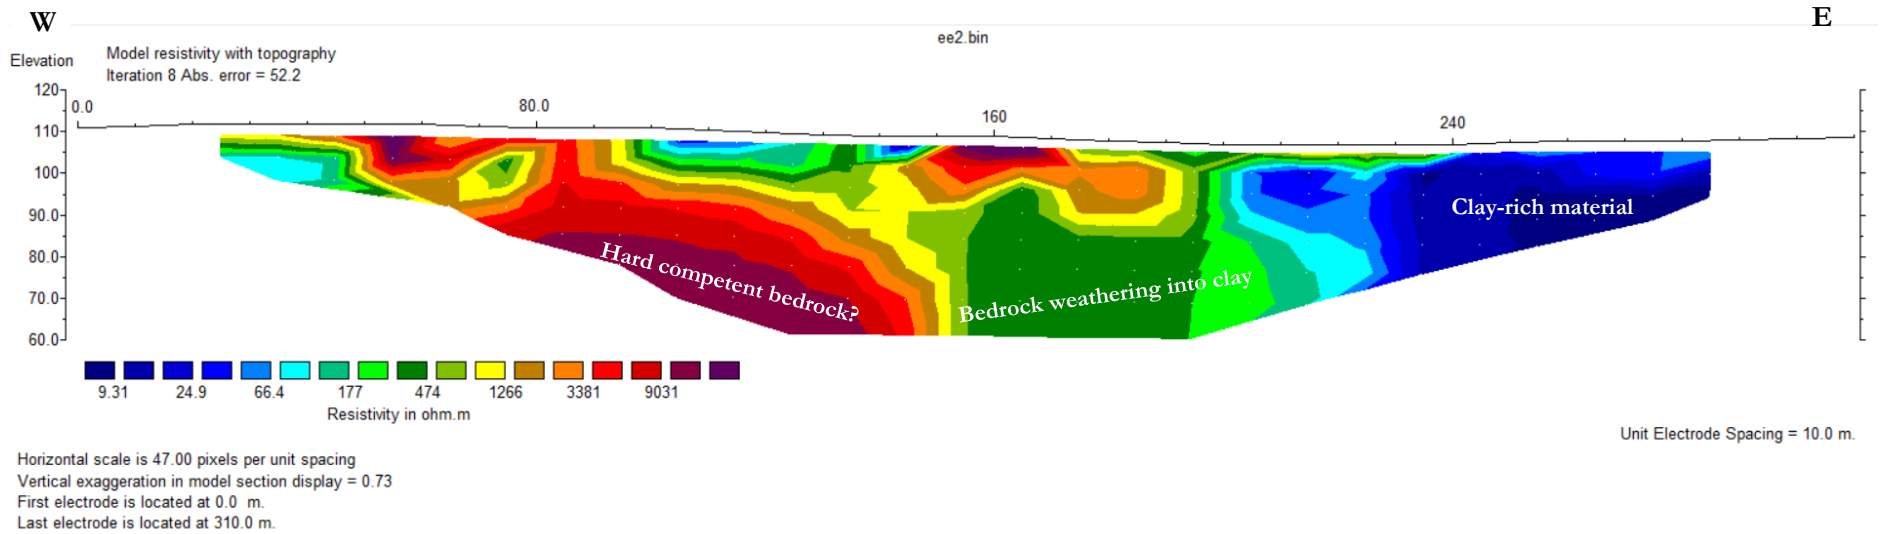 W
E
ee2.bin
Model resistivity with topography
Elevation
Iteration 8 Abs. error = 52.2
120
0.0
80.0
160
240
110
100
90.0
80.0
70.0
60.0
Clay-rich material
Hard competent bedrock?
Bedrock weathering into clay
9.31 24.9 66.4 177 474 1266 3381 9031
Resistivity in ohm.m
Unit Electrode Spacing = 10.0 m.
Horizontal scale is 47.00 pixels per unit spacing
Vertical exaggeration in model section display = 0.73
First electrode is located at 0.0 m.
Last electrode is located at 310.0 m.